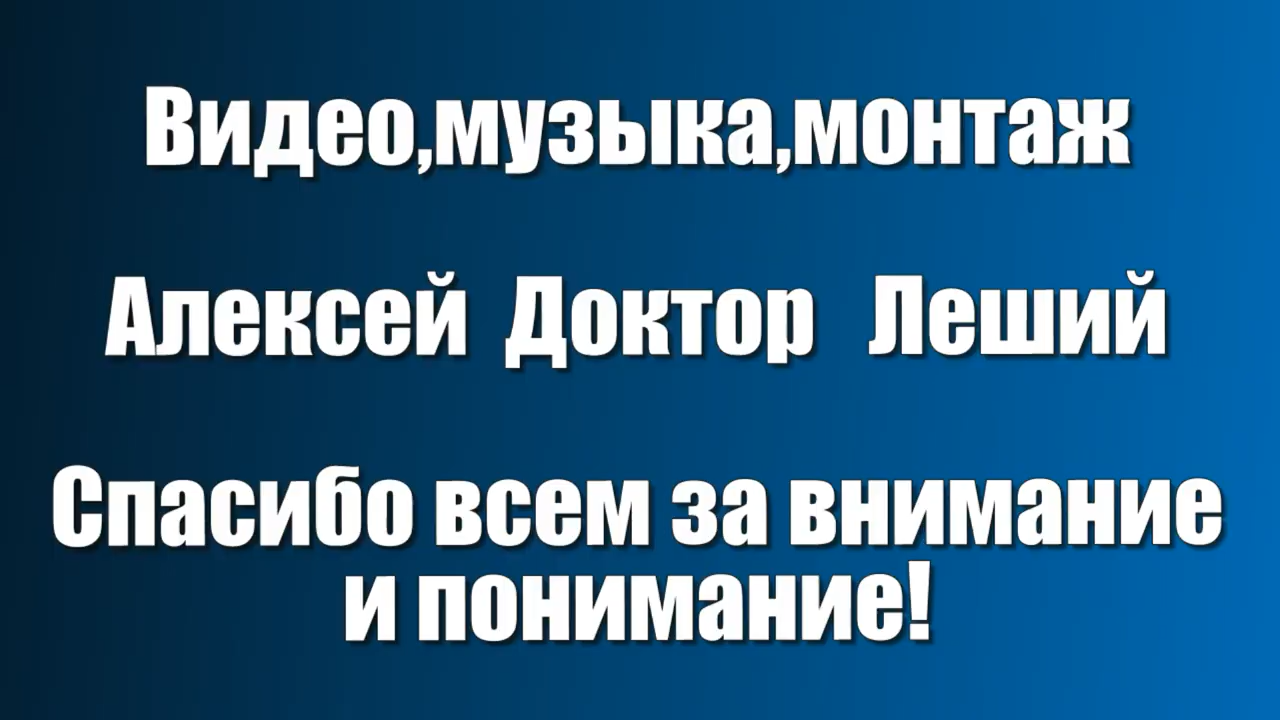 Видео,музыка,монтаж
Алексей Доктор Леший
Спасибо всем за внимание
и понимание!